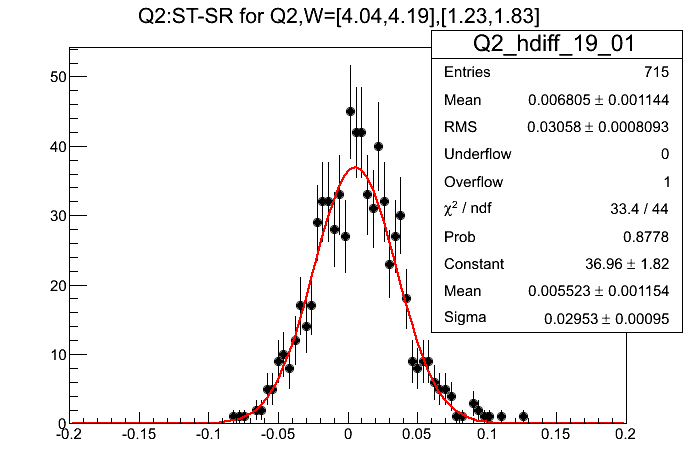 Q2:ST-SR for Q2,W=[4.04,4.19],[1.23,1.83]
Q2_hdiff_19_01
Entries 715
Mean 0.006805 ± 0.001144
RMS 0.03058 ± 0.0008093
Underflow 0
Overflow 1
χ² / ndf 33.4 / 44
Prob 0.8778
Constant 36.96 ± 1.82
Mean 0.005523 ± 0.001154
Sigma 0.02953 ± 0.00095
50
40
30
20
10
0
-0.2 -0.15 -0.1 -0.05 0 0.05 0.1 0.15 0.2